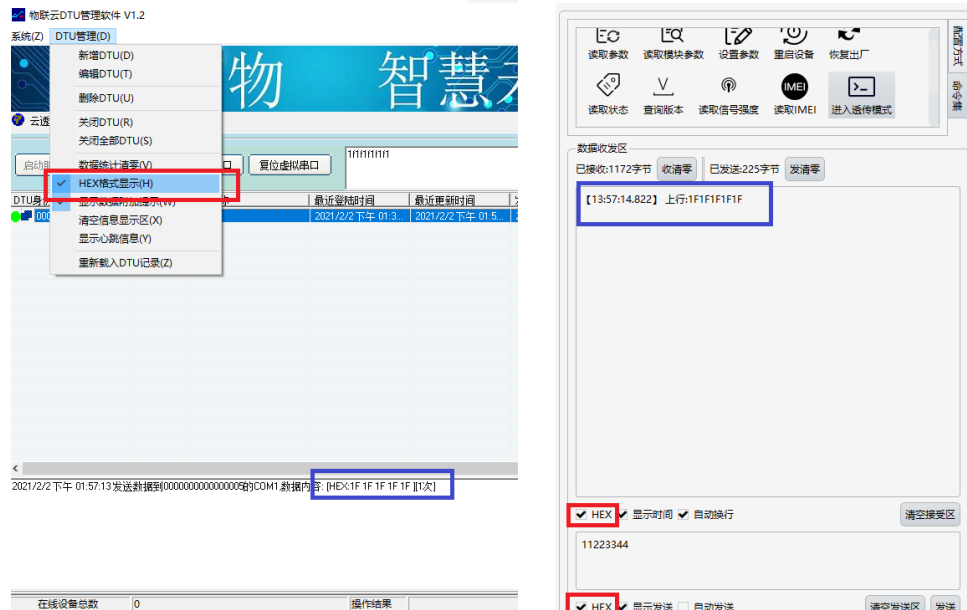 物联云DTU管理软件 V1.2
系统(Z) DTU管理(D)
新增DTU(D)
编辑DTU(T)
删除DTU(U)
关闭DTU(R)
关闭全部DTU(S)
数据统计清零(V)
HEX格式显示(H)
显示数据附加提示(W)
清空信息显示区(X)
显示心跳信息(Y)
重新载入DTU记录(Z)
物 智慧
云透
启动 口 复位虚拟串口 1f1f1f1f1f1
DTU身 最近登陆时间 最近更新时间
000 2021/2/2 下午 01:3... 2021/2/2 下午 01:5...
<
2021/2/2 下午 01:57:13 发送数据到0000000000000005的COM1,数据内容: [HEX:1F 1F 1F 1F 1F ][1次]
在线设备总数 0 操作结果
读取参数 读取模块参数 设置参数 重启设备 恢复出厂
IMEI
读取状态 查询版本 读取信号强度 读取IMEI 进入透传模式
配置方式
命令集
数据收发区
已接收:1172字节 收清零 已发送:225字节 发清零
【13:57:14.822】上行:1F1F1F1F1F
HEX 显示时间 自动换行 清空接受区
11223344
HEX 显示发送 自动发送 清空发送区 发送